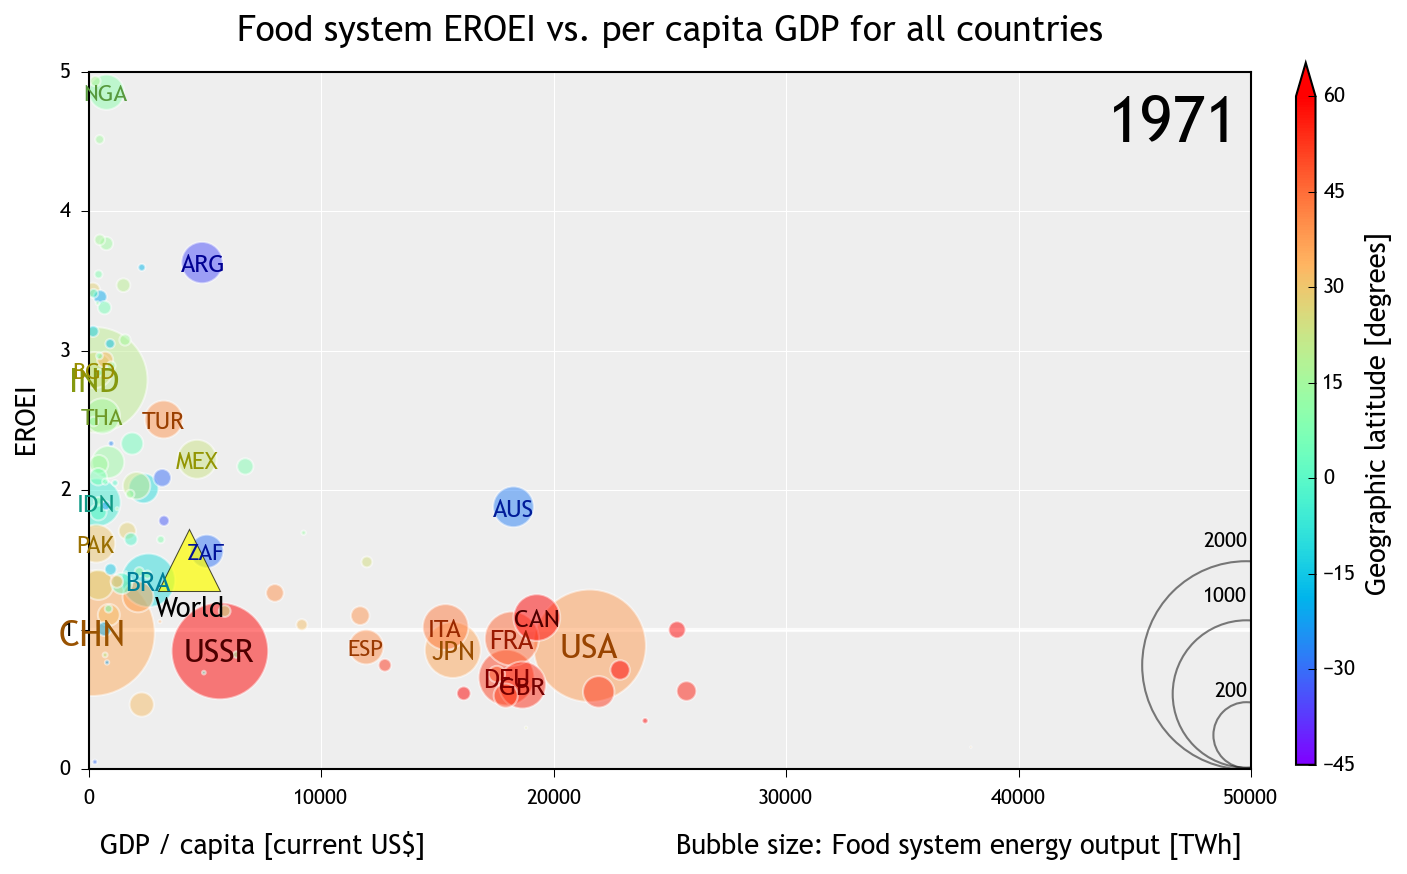 Food system EROEI vs. per capita GDP for all countries
1971
EROEI
5
4
3
2
1
0
NGA
ARG
BGD
IND
THA
TUR
MEX
IDN
AUS
PAK
ZAF
BRA
World
CHN
USSR
ITA
ESP
JPN
FRA
CAN
USA
DEU
GBR
2000
1000
200
0
10000
20000
30000
40000
50000
GDP / capita [current US$]
Bubble size: Food system energy output [TWh]
60
45
30
15
0
−15
−30
−45
Geographic latitude [degrees]